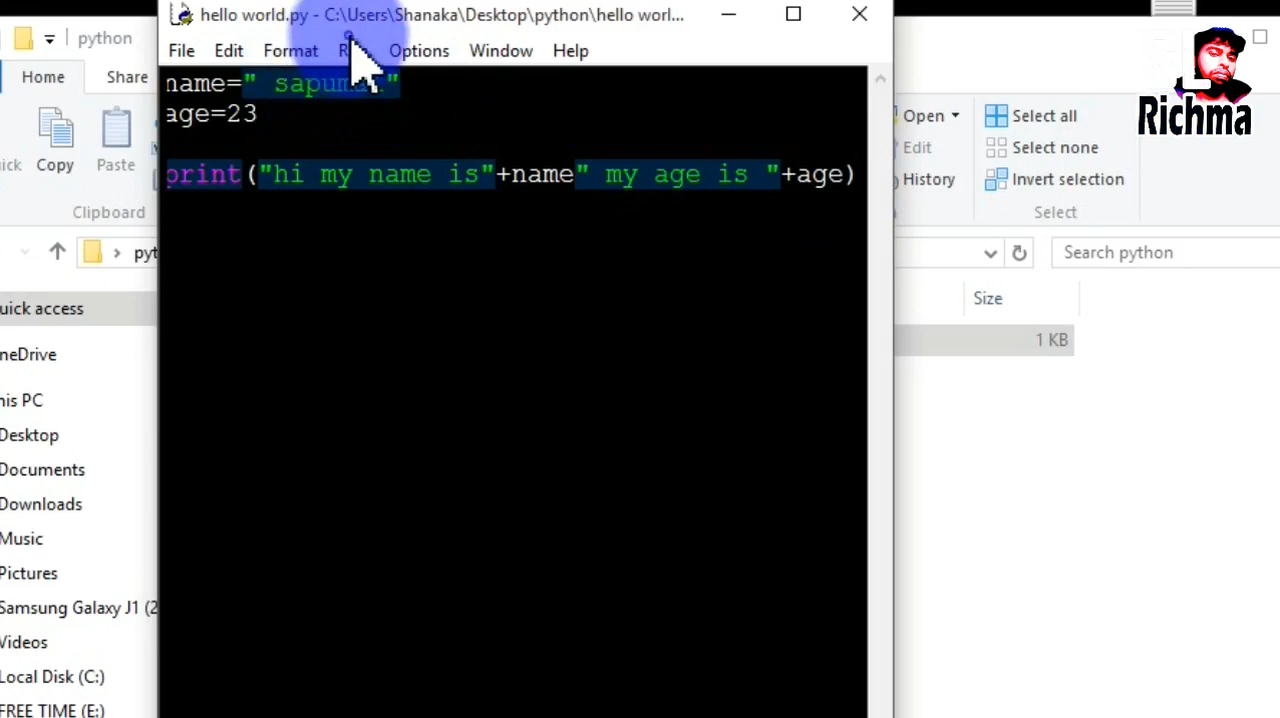 hello world.py - C:\Users\Shanaka\Desktop\python\hello worl...
python
File Edit Format Options Window Help
Home Share
name="
age=23
print("hi my name is"+name" my age is "+age)
Copy Paste
Clipboard
Open
Edit
History
Select all
Select none
Invert selection
Select
Richma
Search python
uick access
Size
neDrive
1 KB
his PC
Desktop
Documents
Downloads
Music
Pictures
Samsung Galaxy J1 (2
Videos
Local Disk (C:)
FREE TIME (E:)